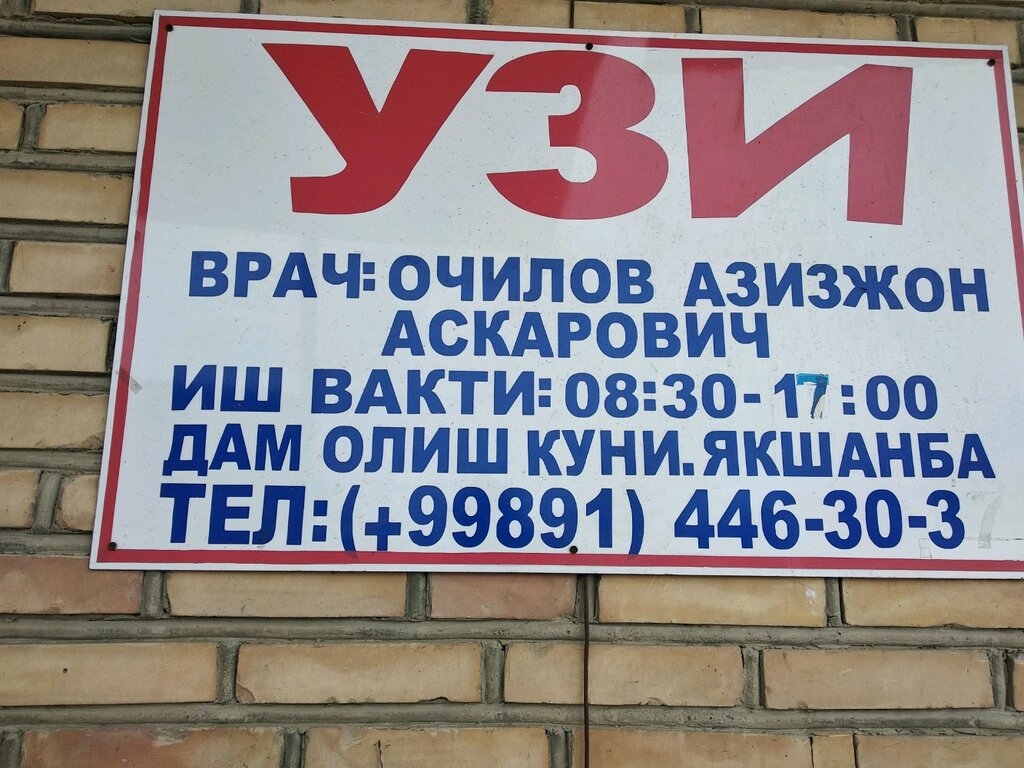 УЗИ
ВРАЧ: ОЧИЛОВ АЗИЗЖОН
АСКАРОВИЧ
ИШ ВАКТИ: 08:30-17:00
ДАМ ОЛИШ КУНИ. ЯКШАНБА
ТЕЛ: (+99891) 446-30-37